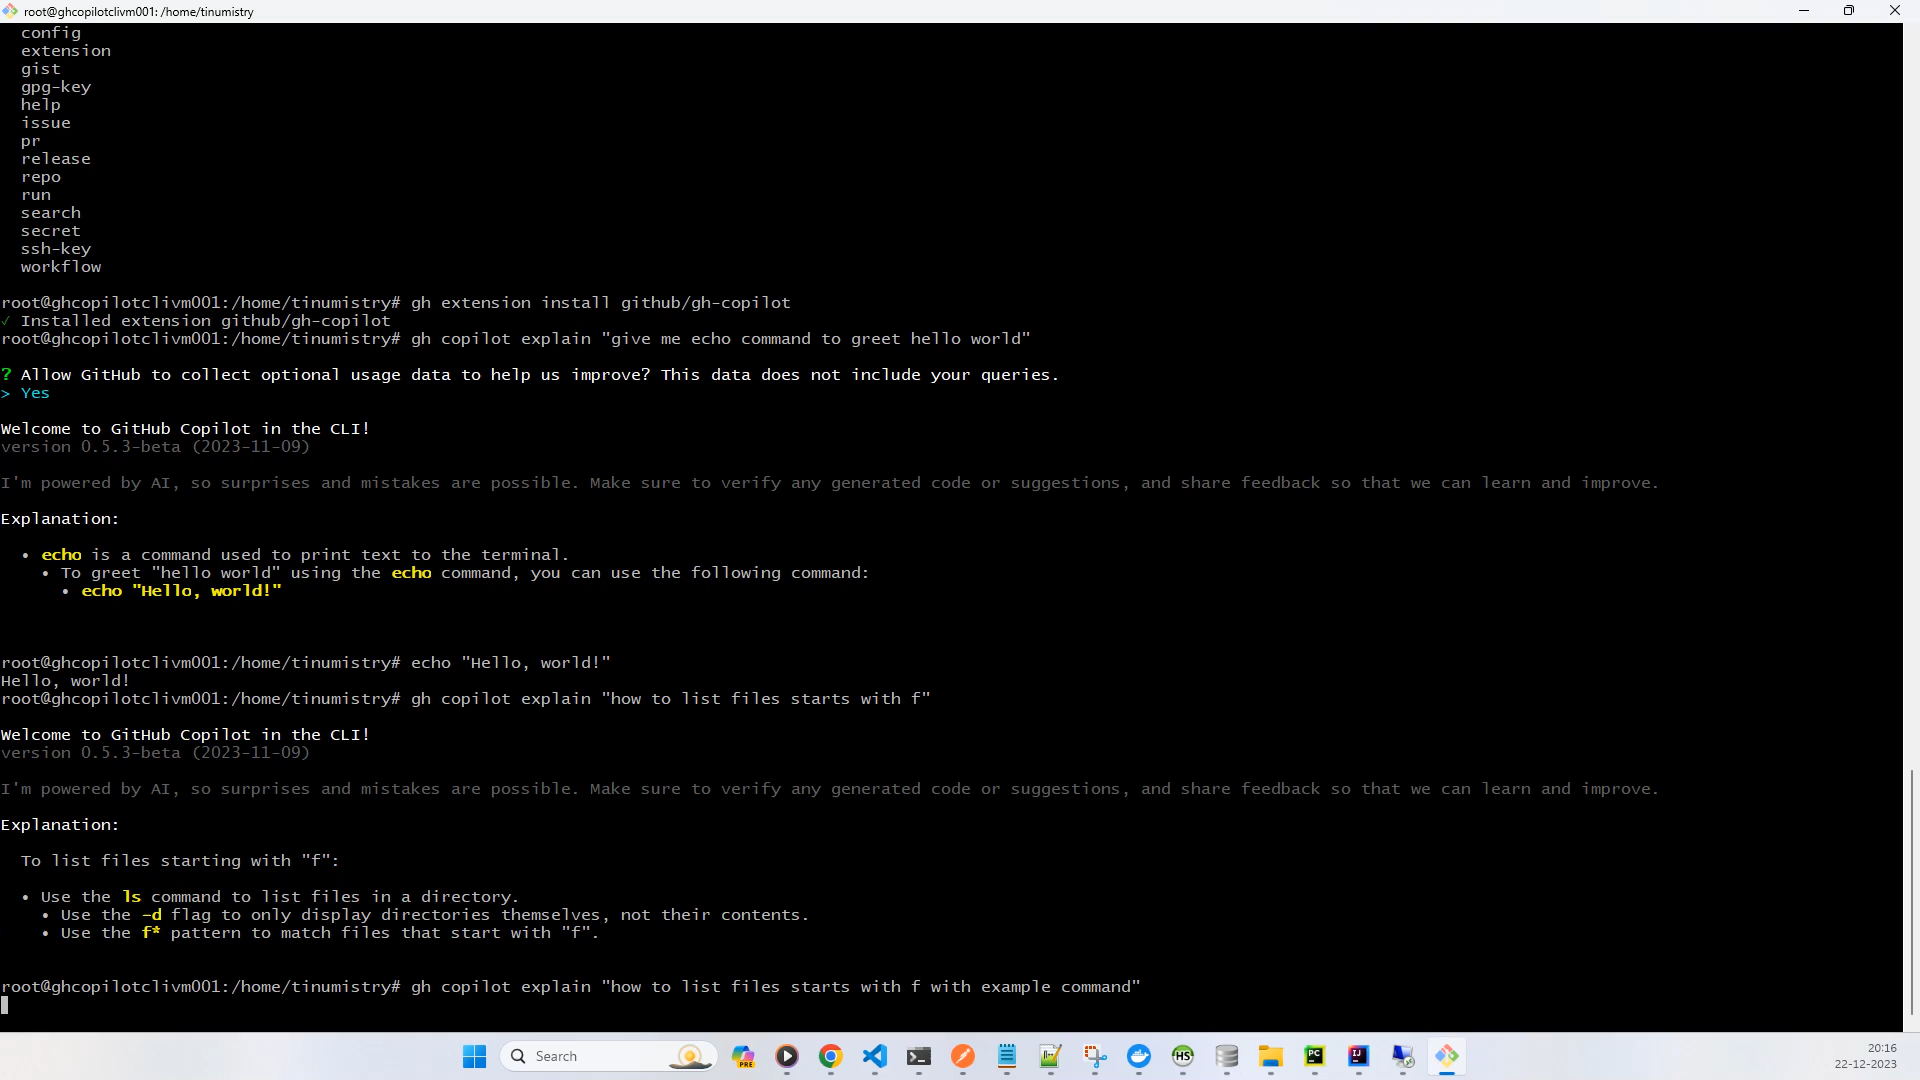 root@ghcopilotclivm001: /home/tinumistry
config
extension
gist
gpg-key
help
issue
pr
release
repo
run
search
secret
ssh-key
workflow
root@ghcopilotclivm001:/home/tinumistry# gh extension install github/gh-copilot
✓ Installed extension github/gh-copilot
root@ghcopilotclivm001:/home/tinumistry# gh copilot explain "give me echo command to greet hello world"
? Allow GitHub to collect optional usage data to help us improve? This data does not include your queries.
> Yes
Welcome to GitHub Copilot in the CLI!
version 0.5.3-beta (2023-11-09)
I'm powered by AI, so surprises and mistakes are possible. Make sure to verify any generated code or suggestions, and share feedback so that we can learn and improve.
Explanation:
• echo is a command used to print text to the terminal.
• To greet "hello world" using the echo command, you can use the following command:
• echo "Hello, world!"
root@ghcopilotclivm001:/home/tinumistry# echo "Hello, world!"
Hello, world!
root@ghcopilotclivm001:/home/tinumistry# gh copilot explain "how to list files starts with f"
Welcome to GitHub Copilot in the CLI!
version 0.5.3-beta (2023-11-09)
I'm powered by AI, so surprises and mistakes are possible. Make sure to verify any generated code or suggestions, and share feedback so that we can learn and improve.
Explanation:
To list files starting with "f":
• Use the ls command to list files in a directory.
• Use the -d flag to only display directories themselves, not their contents.
• Use the f* pattern to match files that start with "f".
root@ghcopilotclivm001:/home/tinumistry# gh copilot explain "how to list files starts with f with example command"
Search
PRE
HS
PC
IJ
20:16
22-12-2023